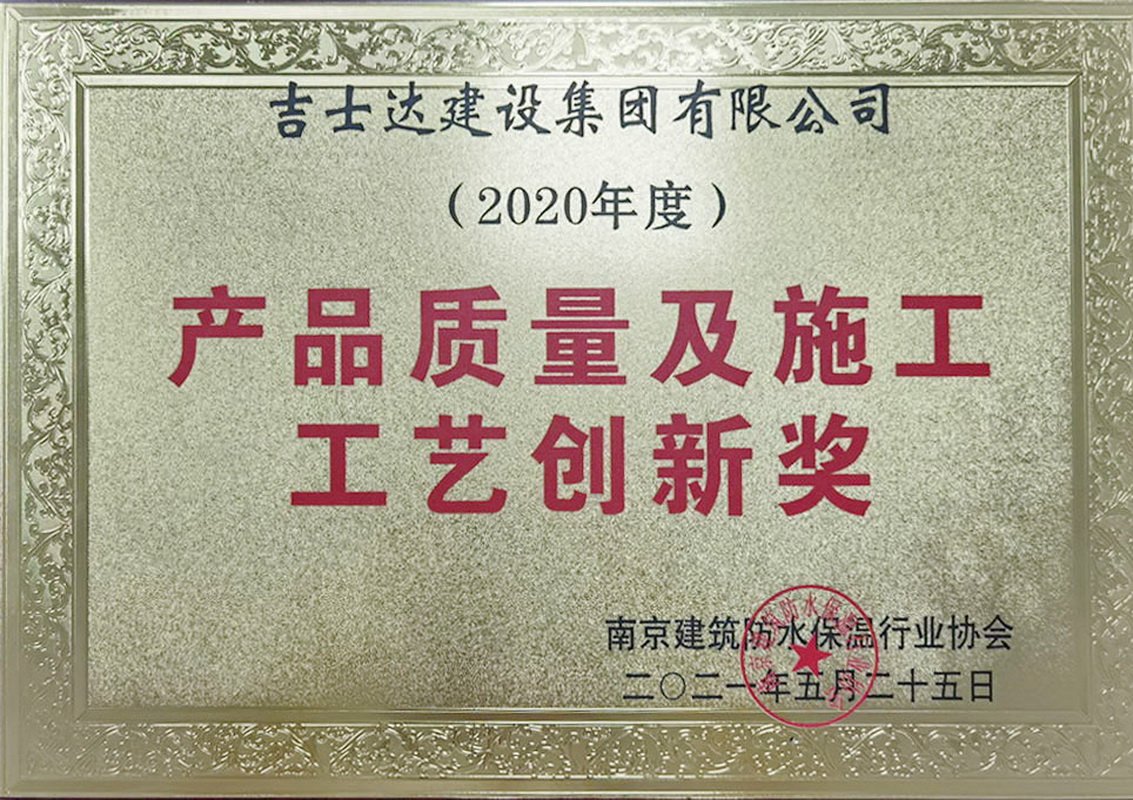 吉士达建设集团有限公司
（2020年度）
产品质量及施工
工艺创新奖
南京建筑防水保温行业协会
二〇二一年五月二十五日